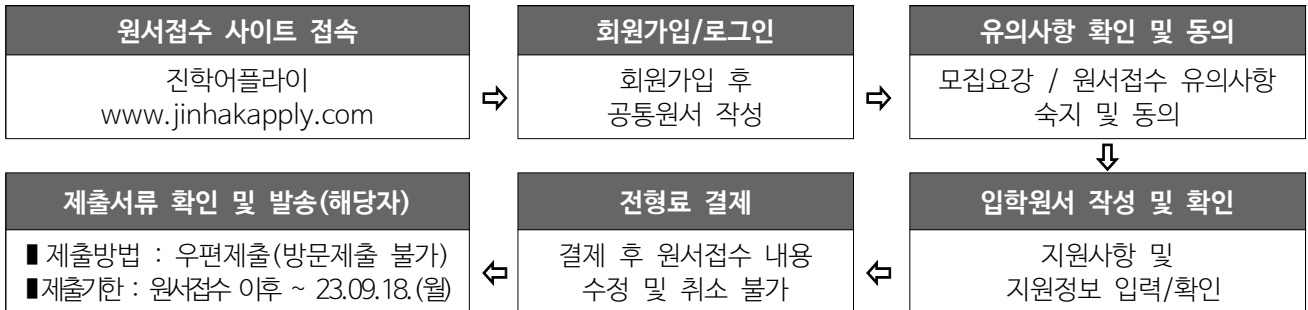 원서접수 사이트 접속
진학어플라이
www.jinhakapply.com
회원가입/로그인
회원가입 후
공통원서 작성
유의사항 확인 및 동의
모집요강 / 원서접수 유의사항
숙지 및 동의
입학원서 작성 및 확인
지원사항 및
지원정보 입력/확인
전형료 결제
결제 후 원서접수 내용
수정 및 취소 불가
제출서류 확인 및 발송(해당자)
▮제출방법 : 우편제출(방문제출 불가)
▮제출기한 : 원서접수 이후 ~ 23.09.18.(월)